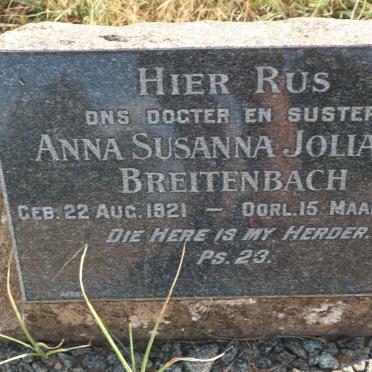 HIER RUS
ONS DOGTER EN SUSTER
ANNA SUSANNA JOLIA
BREITENBACH
GEB. 22 AUG. 1921 — OORL. 15 MAA
DIE HERE IS MY HERDER.
PS. 23.